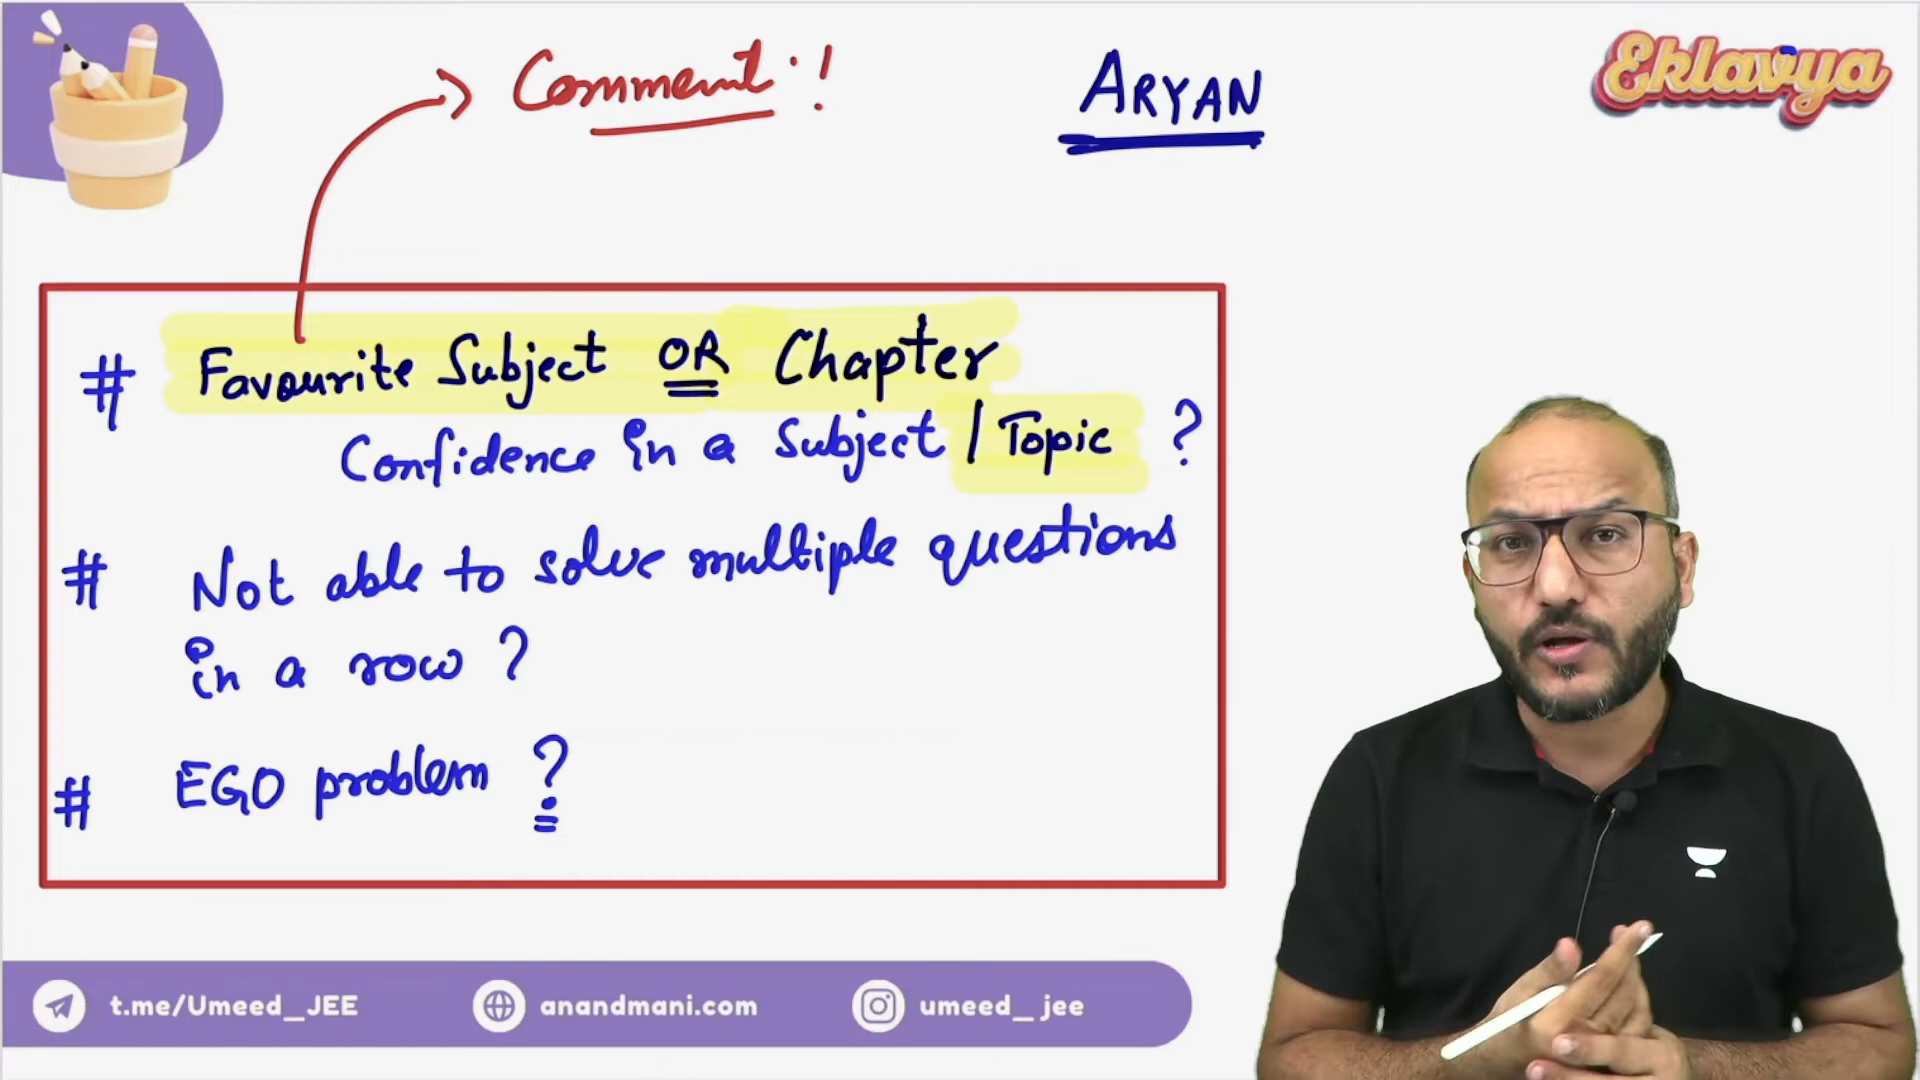 Comment.!
ARYAN
Eklavya
# Favourite Subject OR Chapter
Confidence in a Subject / Topic ?
# Not able to solve multiple questions
in a row ?
# EGO problem ?
t.me/Umeed_JEE
anandmani.com
umeed_jee